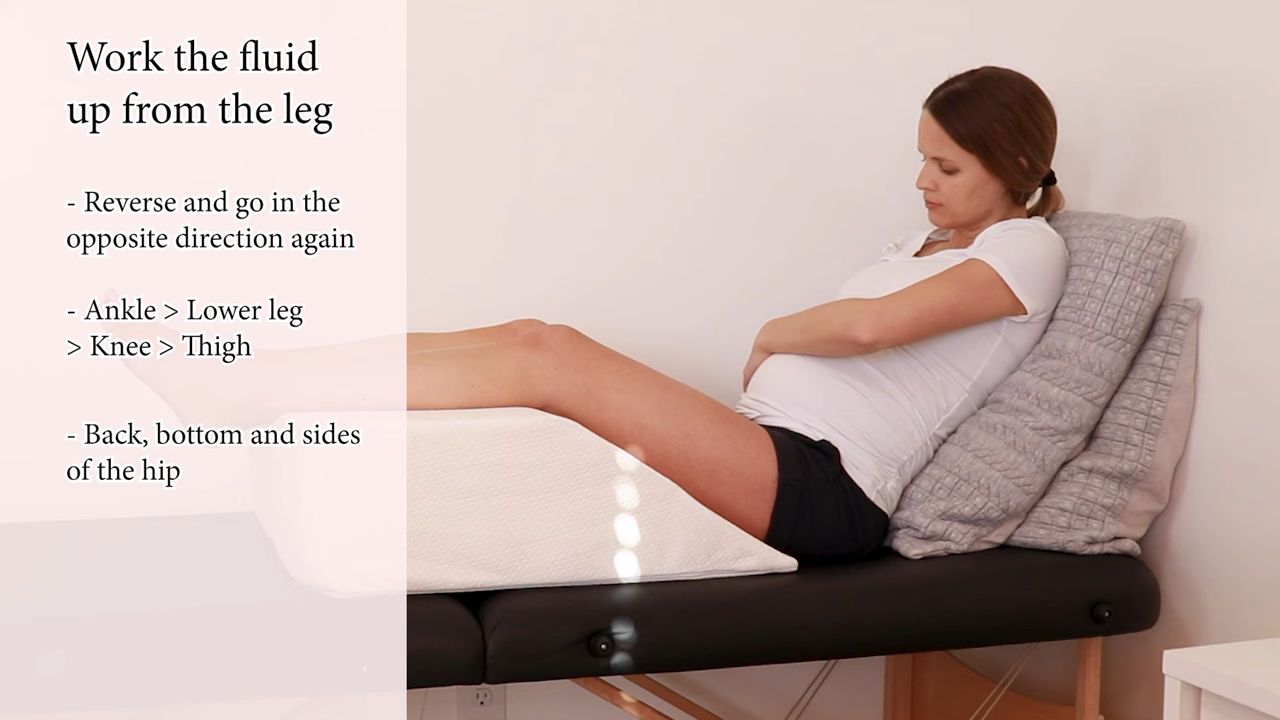 Work the fluid
up from the leg
- Reverse and go in the
opposite direction again
- Ankle > Lower leg
> Knee > Thigh
- Back, bottom and sides
of the hip